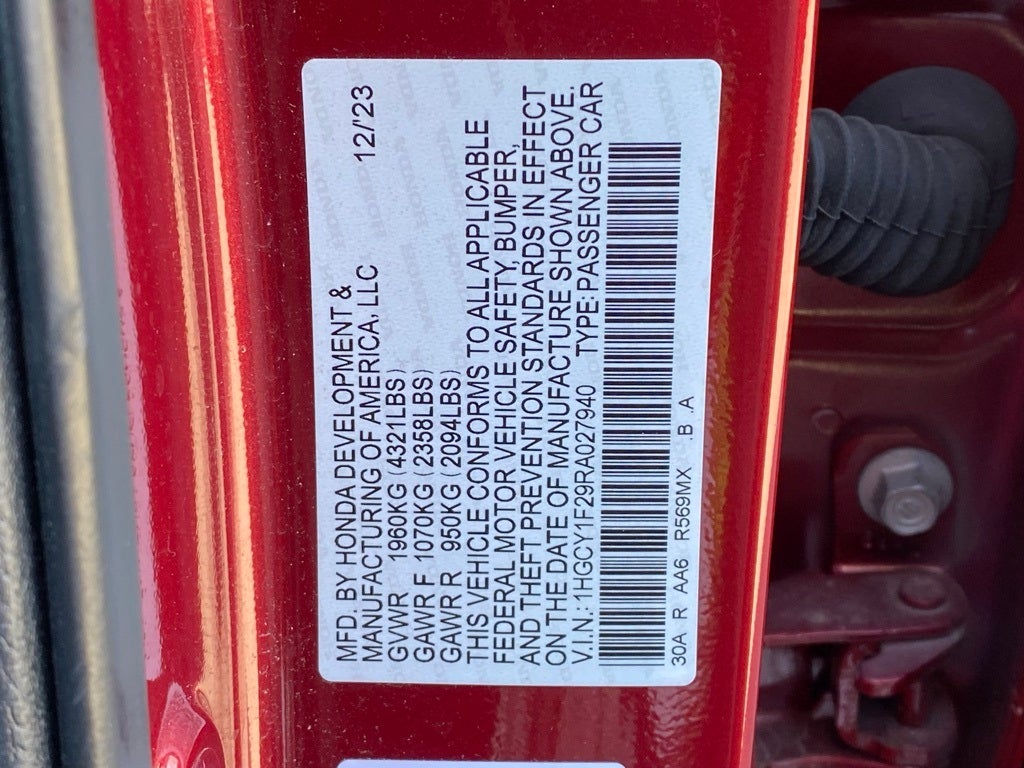 MFD. BY HONDA DEVELOPMENT &
MANUFACTURING OF AMERICA, LLC 12/'23
GVWR 1960KG 4321LBS)
GAWR F 1070KG 2358LBS)
GAWR R 950KG 2094LBS)
THIS VEHICLE CONFORMS TO ALL APPLICABLE
FEDERAL MOTOR VEHICLE SAFETY, BUMPER,
AND THEFT PREVENTION STANDARDS IN EFFECT
ON THE DATE OF MANUFACTURE SHOWN ABOVE.
V.I.N.: 1HGCY1F29RA027940 TYPE: PASSENGER CAR
30A R AA6 R569MX .B .A